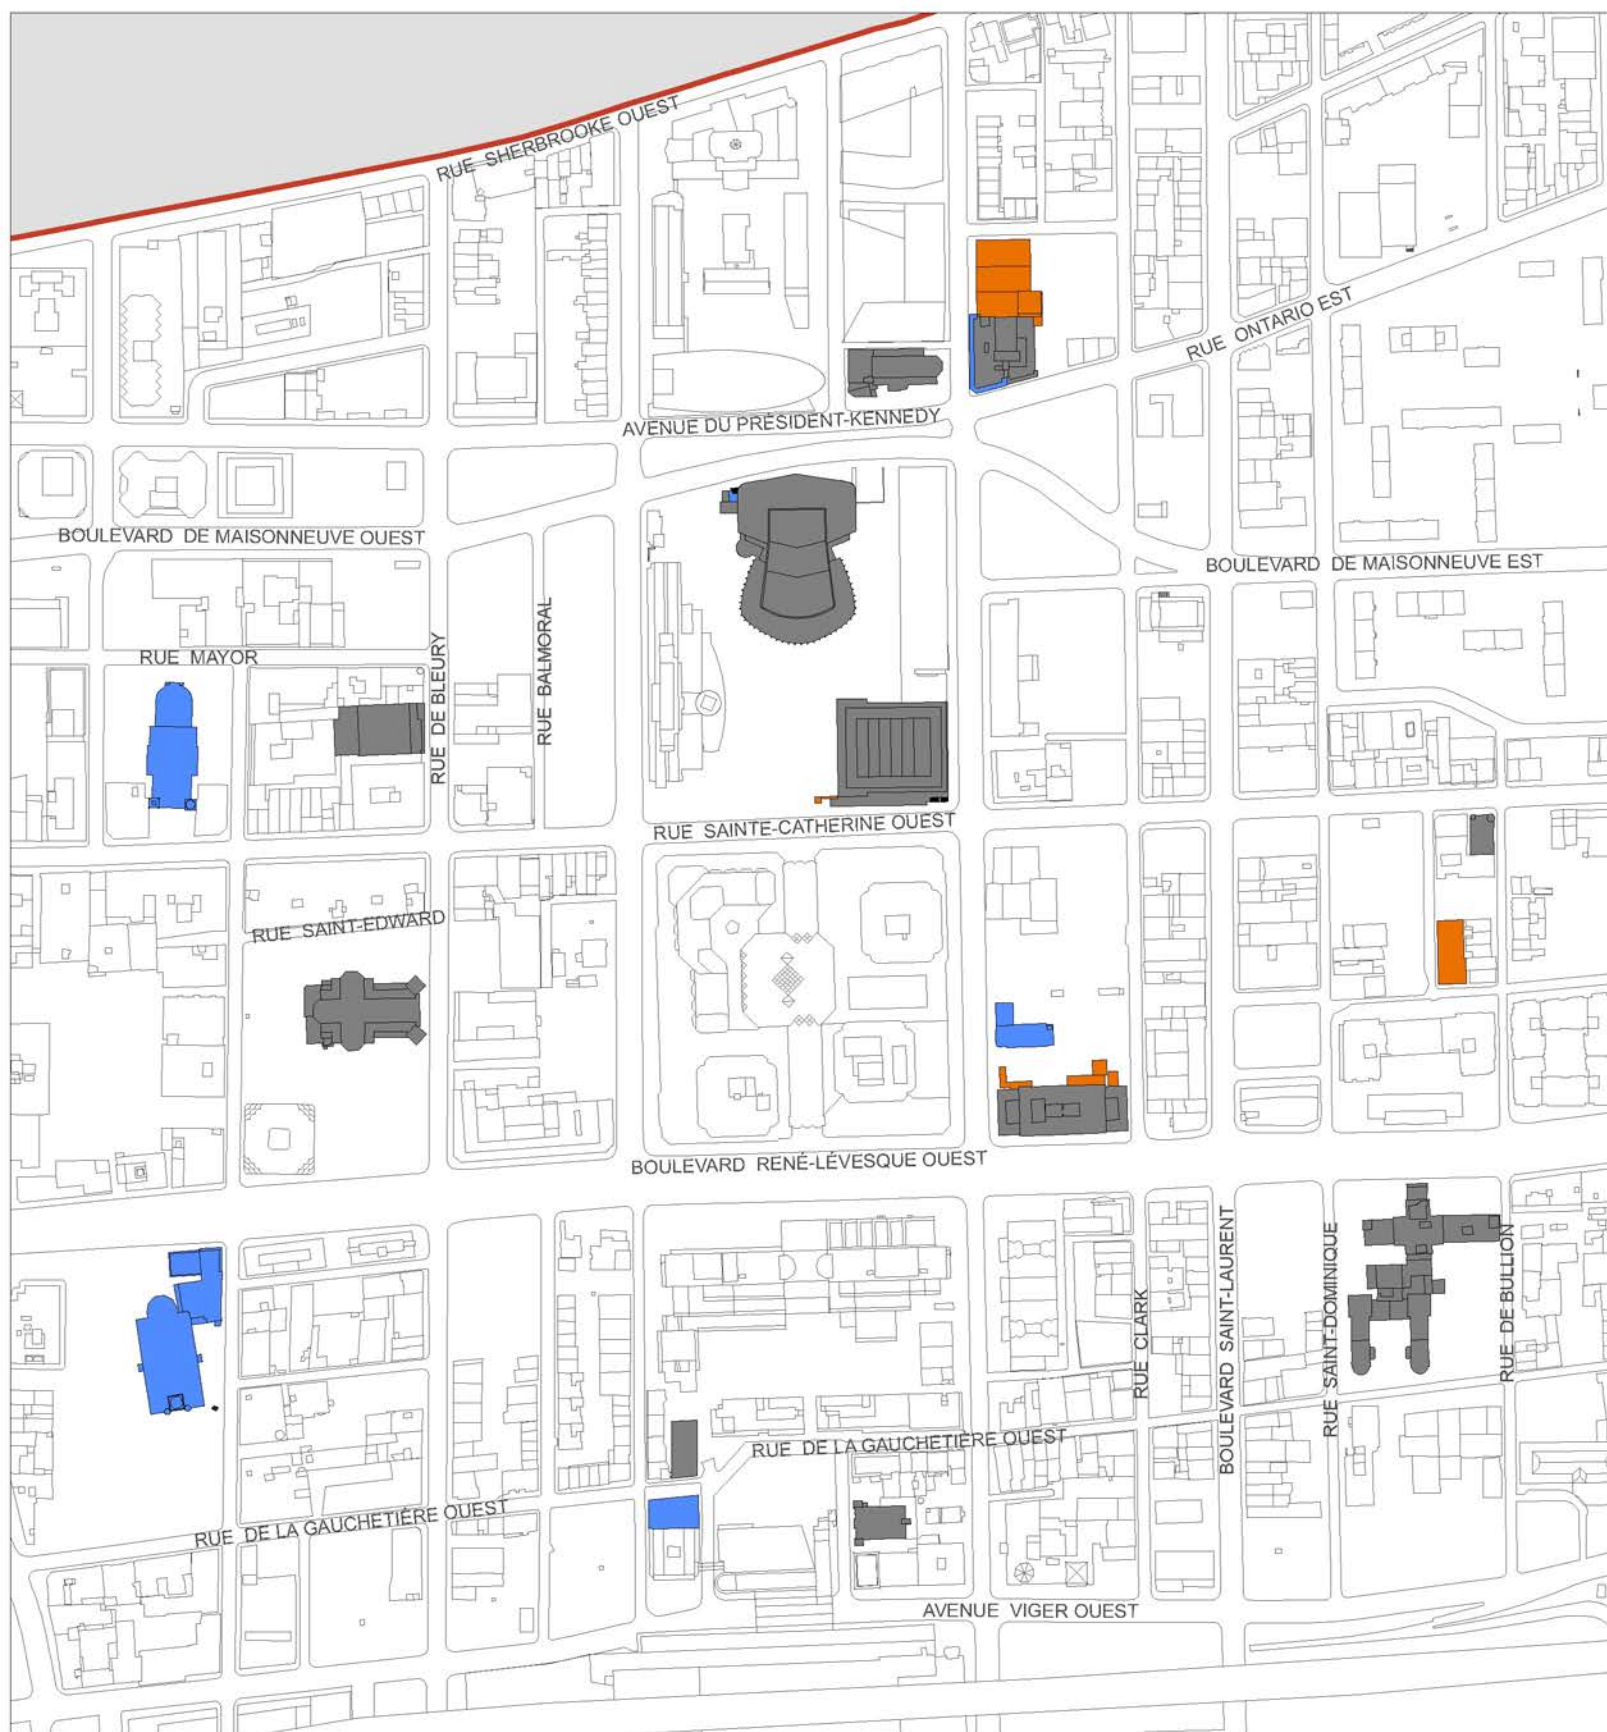 RUE SHERBROOKE OUEST
RUE ONTARIO EST
AVENUE DU PRÉSIDENT-KENNEDY
BOULEVARD DE MAISONNEUVE OUEST
BOULEVARD DE MAISONNEUVE EST
RUE MAYOR
RUE DE BLEURY
RUE BALMORAL
RUE SAINTE-CATHERINE OUEST
RUE SAINT-EDWARD
BOULEVARD RENÉ-LÉVESQUE OUEST
RUE CLARK
BOULEVARD SAINT-LAURENT
RUE SAINT-DOMINIQUE
RUE DE BULLION
RUE DE LA GAUCHETIÈRE OUEST
RUE DE LA GAUCHETIÈRE OUEST
AVENUE VIGER OUEST